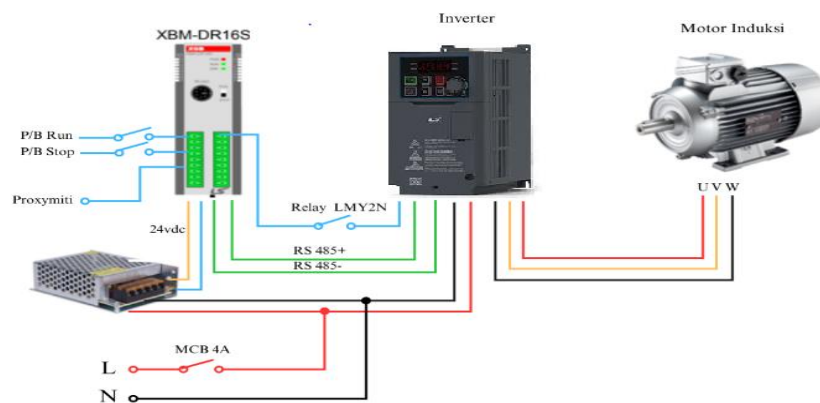 XBM-DR16S
Inverter
Motor Induksi
P/B Run
P/B Stop
Proxymiti
24vdc
Relay LMY2N
RS 485+
RS 485-
U V W
MCB 4A
L
N